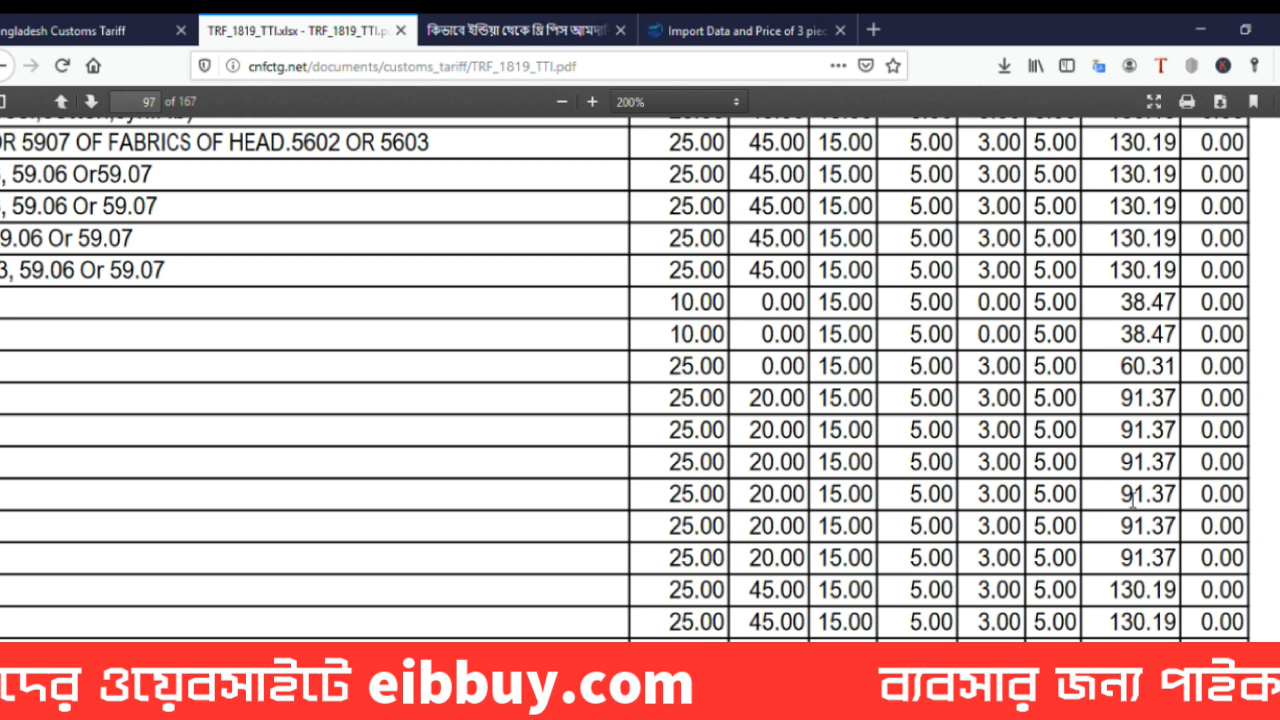 ngladesh Customs Tariff
TRF_1819_TTI.xlsx - TRF_1819_TTI.p
কিভাবে ইন্ডিয়া থেকে থ্রি পিস আমদানি
Import Data and Price of 3 piec
cnfctg.net/documents/customs_tariff/TRF_1819_TTI.pdf
97 of 167
200%
OR 5907 OF FABRICS OF HEAD.5602 OR 5603 25.00 45.00 15.00 5.00 3.00 5.00 130.19 0.00
, 59.06 Or59.07 25.00 45.00 15.00 5.00 3.00 5.00 130.19 0.00
, 59.06 Or 59.07 25.00 45.00 15.00 5.00 3.00 5.00 130.19 0.00
9.06 Or 59.07 25.00 45.00 15.00 5.00 3.00 5.00 130.19 0.00
3, 59.06 Or 59.07 25.00 45.00 15.00 5.00 3.00 5.00 130.19 0.00
10.00 0.00 15.00 5.00 0.00 5.00 38.47 0.00
10.00 0.00 15.00 5.00 0.00 5.00 38.47 0.00
25.00 0.00 15.00 5.00 3.00 5.00 60.31 0.00
25.00 20.00 15.00 5.00 3.00 5.00 91.37 0.00
25.00 20.00 15.00 5.00 3.00 5.00 91.37 0.00
25.00 20.00 15.00 5.00 3.00 5.00 91.37 0.00
25.00 20.00 15.00 5.00 3.00 5.00 91.37 0.00
25.00 20.00 15.00 5.00 3.00 5.00 91.37 0.00
25.00 20.00 15.00 5.00 3.00 5.00 91.37 0.00
25.00 45.00 15.00 5.00 3.00 5.00 130.19 0.00
25.00 45.00 15.00 5.00 3.00 5.00 130.19 0.00
দের ওয়েবসাইটে eibbuy.com ব্যবসার জন্য পাইক